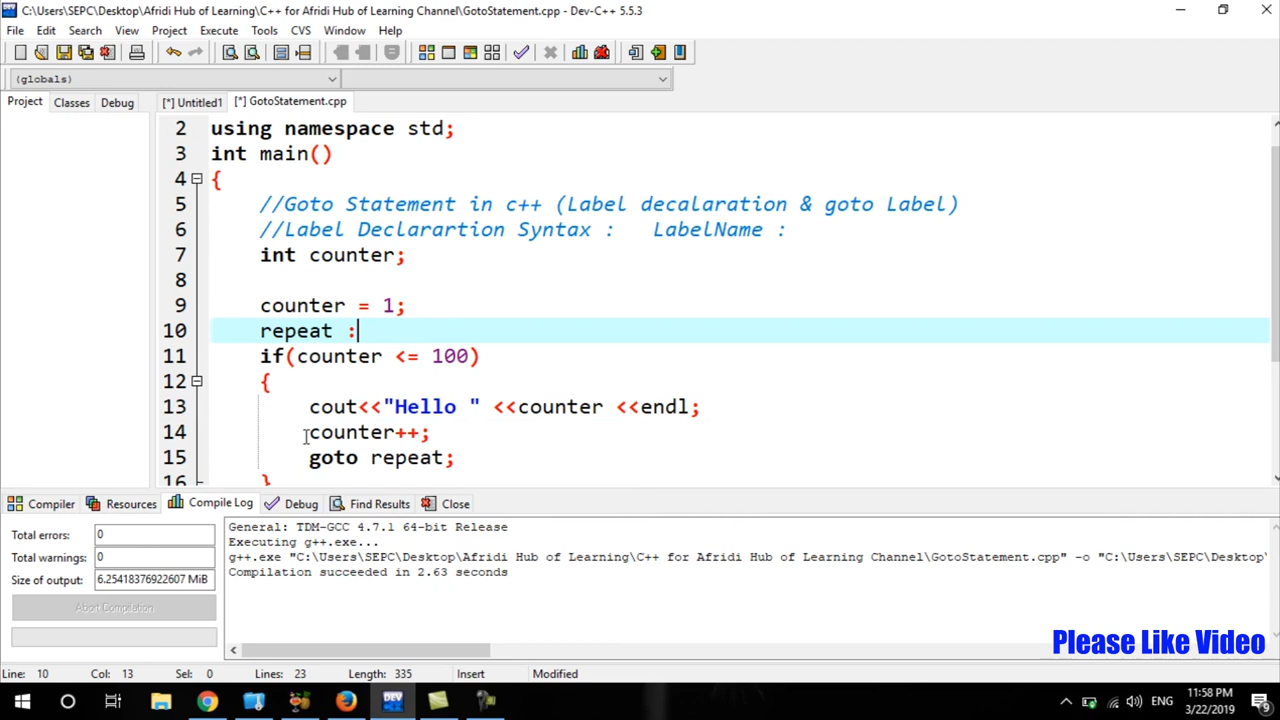 C:\Users\SEPC\Desktop\Afridi Hub of Learning\C++ for Afridi Hub of Learning Channel\GotoStatement.cpp - Dev-C++ 5.5.3
File Edit Search View Project Execute Tools CVS Window Help
(globals)
Project Classes Debug [*] Untitled1 [*] GotoStatement.cpp
2 using namespace std;
3 int main()
4 {
5 //Goto Statement in c++ (Label decalaration & goto Label)
6 //Label Declarartion Syntax : LabelName :
7 int counter;
8
9 counter = 1;
10 repeat :
11 if(counter <= 100)
12 {
13 cout<<"Hello " <<counter <<endl;
14 counter++;
15 goto repeat;
16 }
Compiler Resources Compile Log Debug Find Results Close
Total errors: 0
Total warnings: 0
Size of output: 6.25418376922607 MiB
Abort Compilation
General: TDM-GCC 4.7.1 64-bit Release
Executing g++.exe...
g++.exe "C:\Users\SEPC\Desktop\Afridi Hub of Learning\C++ for Afridi Hub of Learning Channel\GotoStatement.cpp" -o "C:\Users\SEPC\Desktop\
Compilation succeeded in 2.63 seconds
Please Like Video
Line: 10 Col: 13 Sel: 0 Lines: 23 Length: 335 Insert Modified
DEV
ENG
11:58 PM
3/22/2019
9